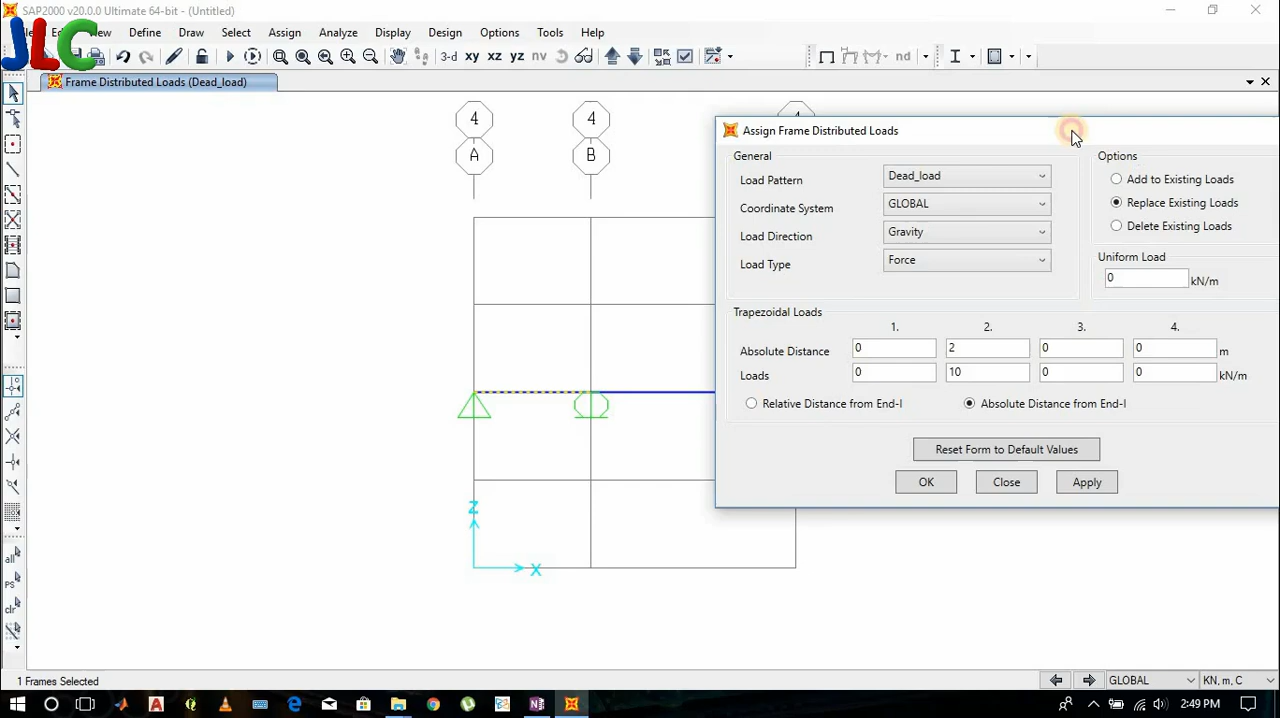 SAP2000 v20.0.0 Ultimate 64-bit - (Untitled)
JLC
View Define Draw Select Assign Analyze Display Design Options Tools Help
3-d xy xz yz nv nd
Frame Distributed Loads (Dead_load)
4 4 4
A B
Assign Frame Distributed Loads
General
Load Pattern Dead_load
Coordinate System GLOBAL
Load Direction Gravity
Load Type Force
Options
Add to Existing Loads
Replace Existing Loads
Delete Existing Loads
Uniform Load
0 kN/m
Trapezoidal Loads
1. 2. 3. 4.
Absolute Distance 0 2 0 0 m
Loads 0 10 0 0 kN/m
Relative Distance from End-I Absolute Distance from End-I
Reset Form to Default Values
OK Close Apply
Z
X
all
PS
clr
1 Frames Selected GLOBAL KN, m, C
2:49 PM